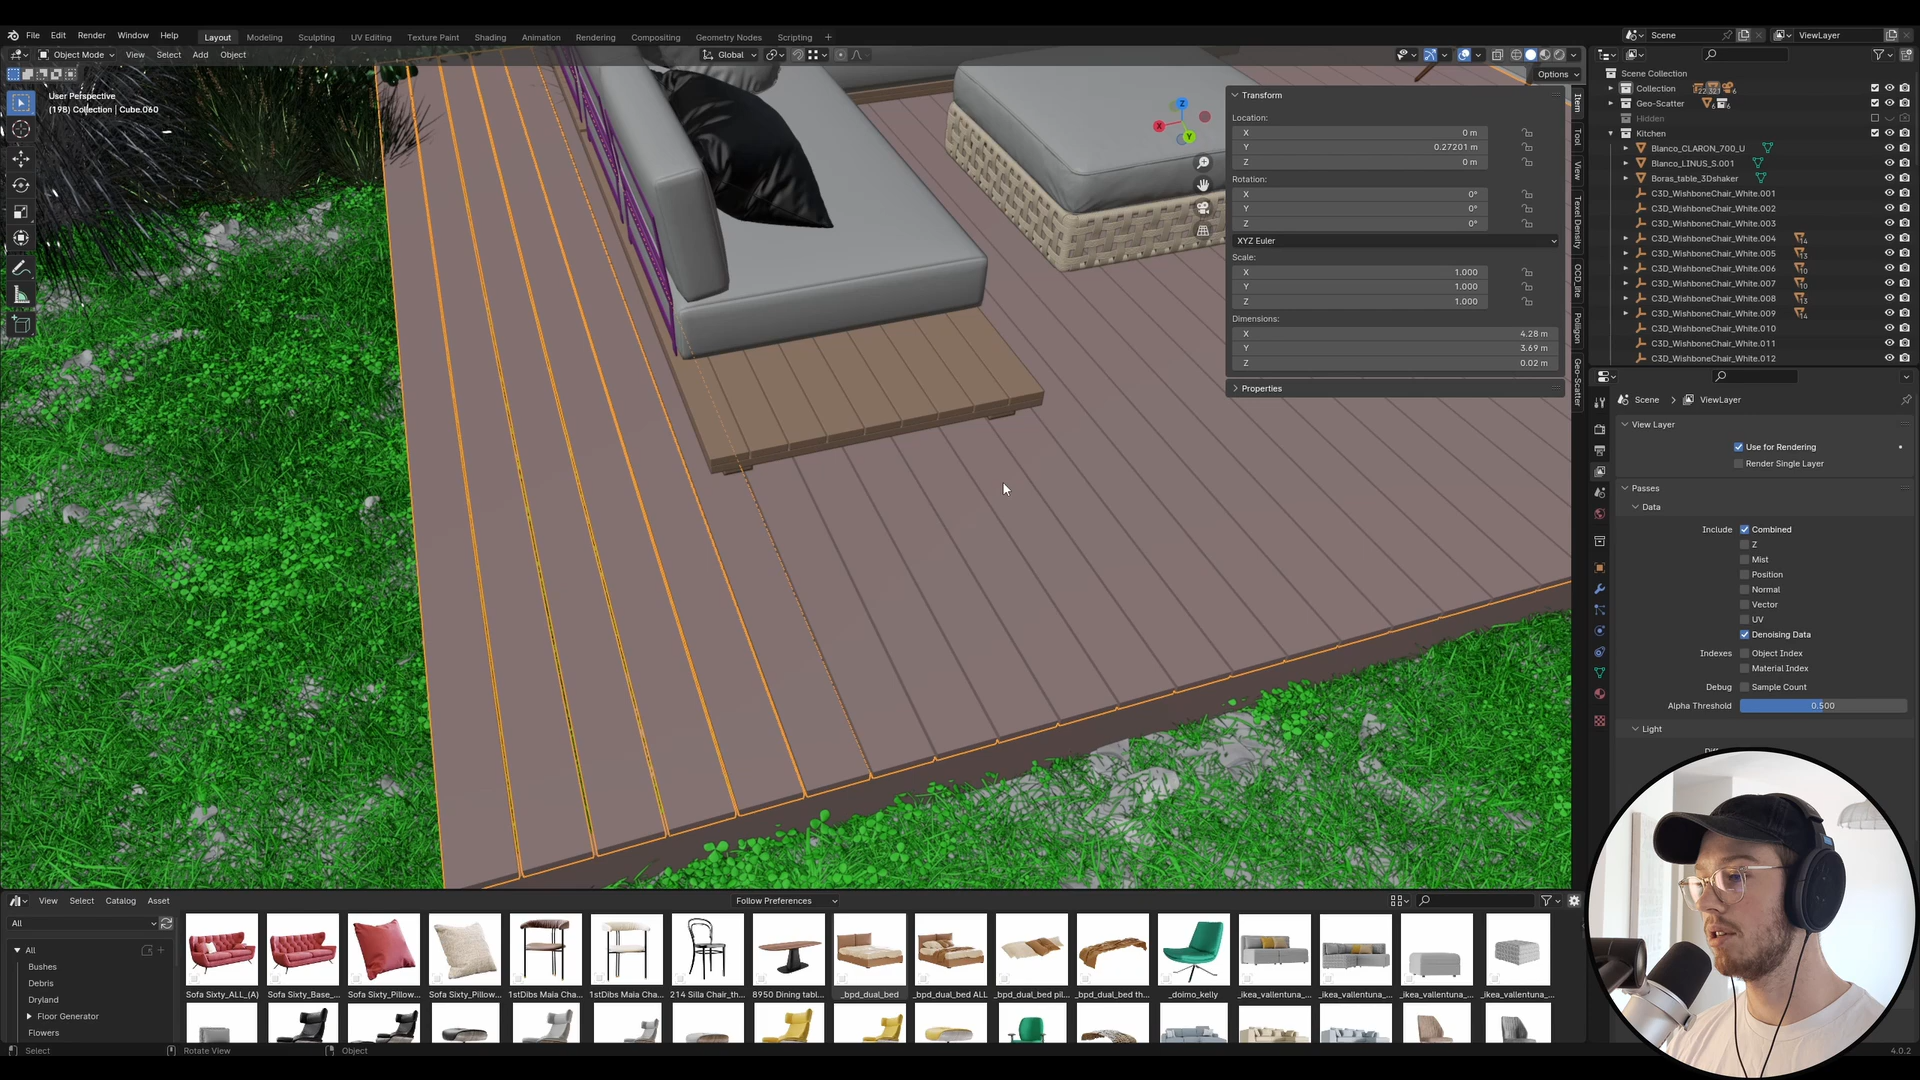 File Edit Render Window Help Layout Modeling Sculpting UV Editing Texture Paint Shading Animation Rendering Compositing Geometry Nodes Scripting + Scene ViewLayer
Object Mode View Select Add Object Global
Options
User Perspective
(198) Collection | Cube.060
Transform
Location:
X 0 m
Y 0.27201 m
Z 0 m
Rotation:
X 0°
Y 0°
Z 0°
XYZ Euler
Scale:
X 1.000
Y 1.000
Z 1.000
Dimensions:
X 4.28 m
Y 3.69 m
Z 0.02 m
Properties
Item
Tool
View
Texel Density
Poliigon
Geo-Scatter
Z
X
Y
Scene Collection
Collection
Geo-Scatter
Hidden
Kitchen
Blanco_CLARON_700_U
Blanco_LINUS_S.001
Boras_table_3Dshaker
C3D_WishboneChair_White.001
C3D_WishboneChair_White.002
C3D_WishboneChair_White.003
C3D_WishboneChair_White.004
C3D_WishboneChair_White.005
C3D_WishboneChair_White.006
C3D_WishboneChair_White.007
C3D_WishboneChair_White.008
C3D_WishboneChair_White.009
C3D_WishboneChair_White.010
C3D_WishboneChair_White.011
C3D_WishboneChair_White.012
Scene ViewLayer
View Layer
Use for Rendering
Render Single Layer
Passes
Data
Include Combined
Z
Mist
Position
Normal
Vector
UV
Denoising Data
Indexes Object Index
Material Index
Debug Sample Count
Alpha Threshold 0.500
Light
View Select Catalog Asset Follow Preferences
All
All
Bushes
Debris
Dryland
Floor Generator
Flowers
Sofa Sixty_ALL_(A) Sofa Sixty_Base_... Sofa Sixty_Pillow... Sofa Sixty_Pillow... 1stDibs Maia Cha... 1stDibs Maia Cha... 214 Silla Chair_th... 8950 Dining tabl... _bpd_dual_bed _bpd_dual_bed ALL _bpd_dual_bed pil... _bpd_dual_bed th... _doimo_kelly _ikea_vallentuna_... _ikea_vallentuna_... _ikea_vallentuna_... _ikea_vallentuna_...
Select Rotate View Object 4.0.2